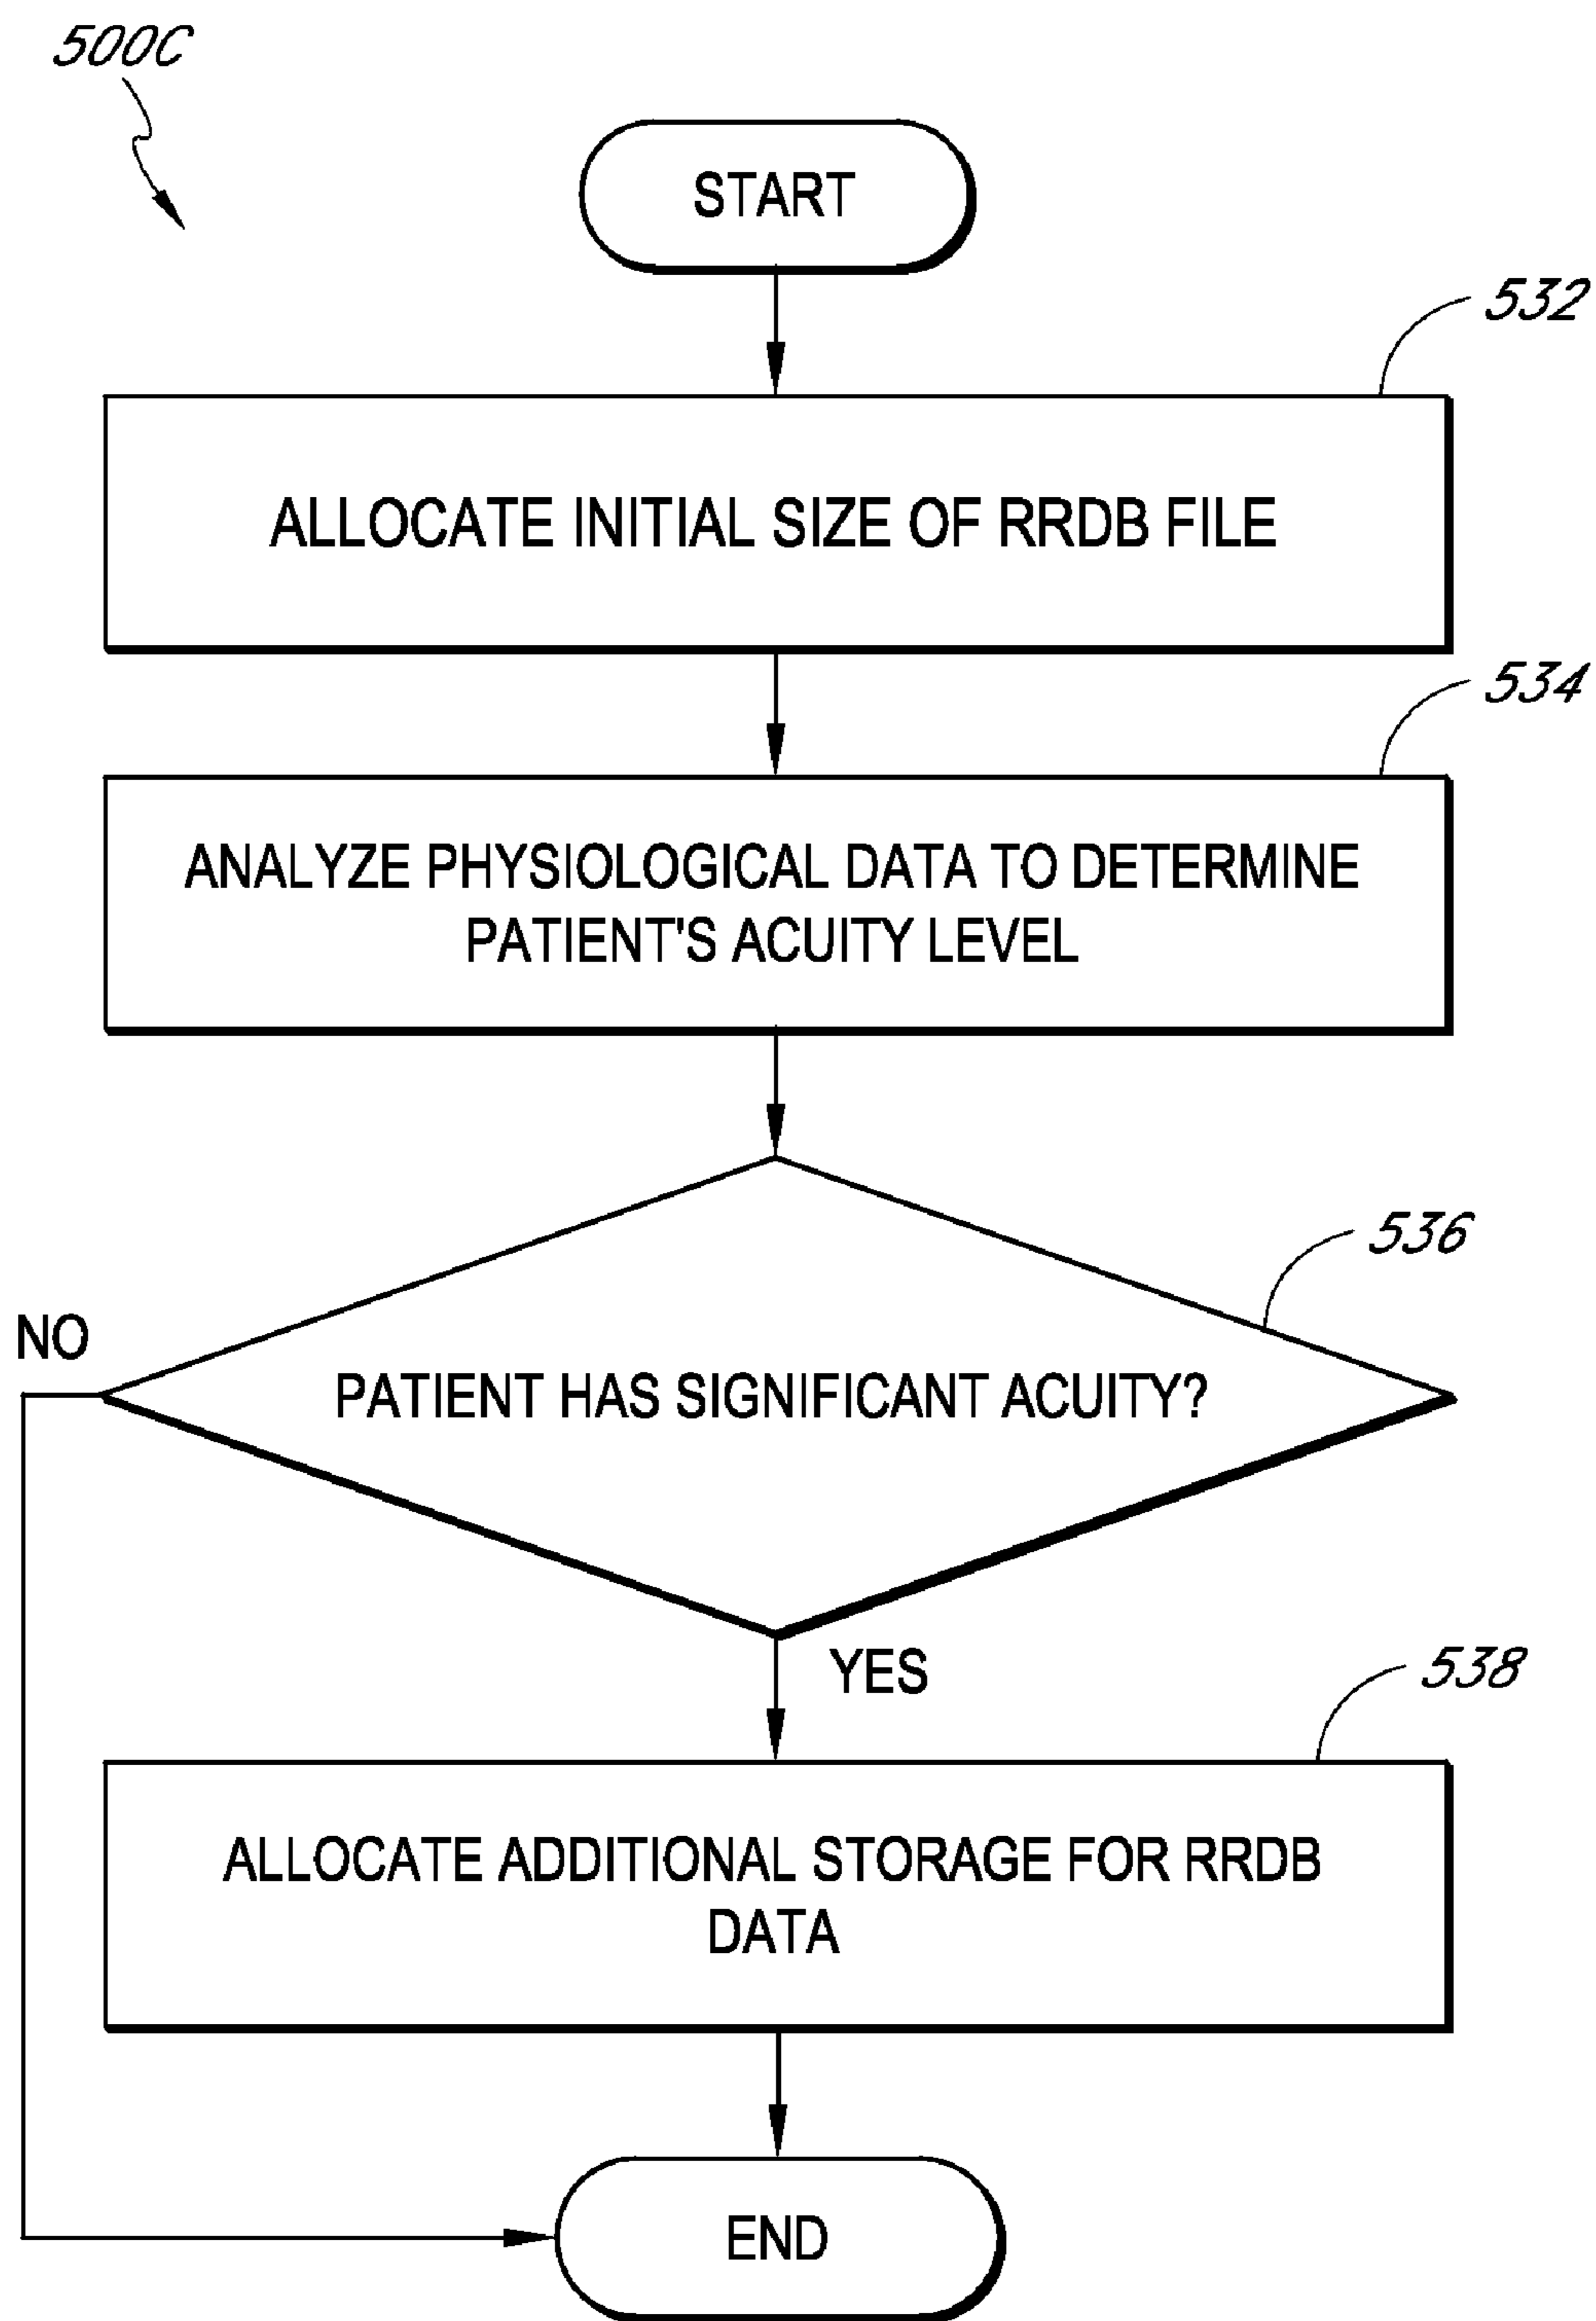 500C
START
532
ALLOCATE INITIAL SIZE OF RRDB FILE
534
ANALYZE PHYSIOLOGICAL DATA TO DETERMINE
PATIENT'S ACUITY LEVEL
536
NO
PATIENT HAS SIGNIFICANT ACUITY?
YES
538
ALLOCATE ADDITIONAL STORAGE FOR RRDB
DATA
END